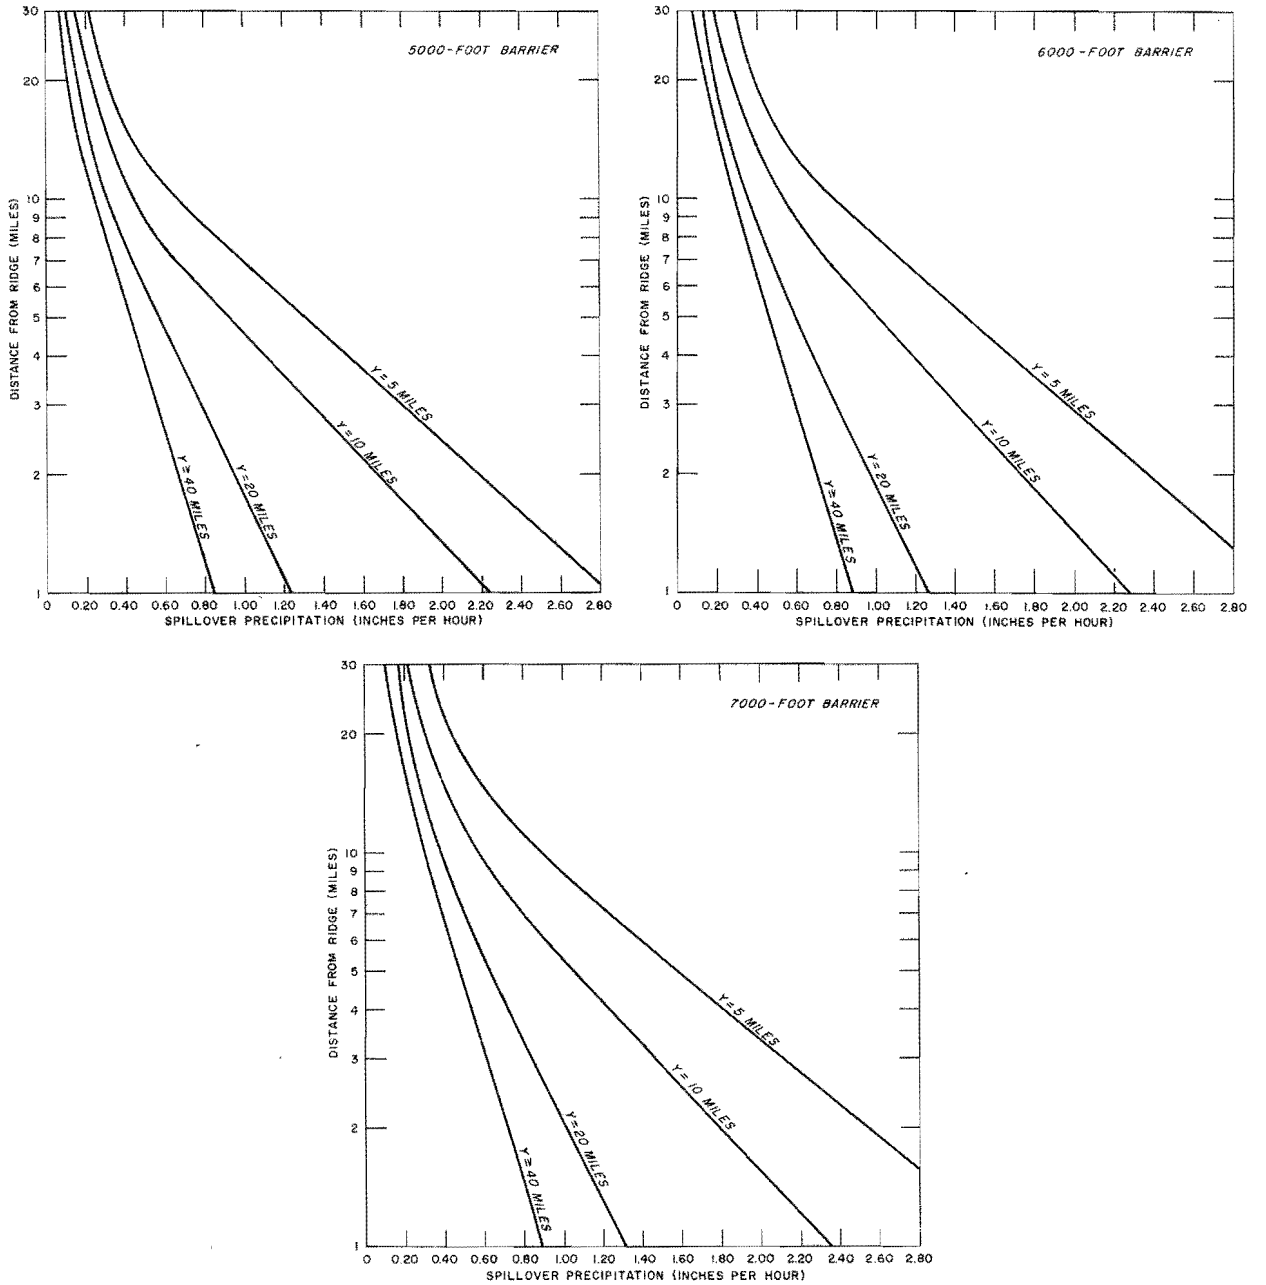 5000-FOOT BARRIER
30
20
10
9
8
7
6
5
4
3
2
1
DISTANCE FROM RIDGE (MILES)
Y=5 MILES
Y=10 MILES
Y=20 MILES
Y≥40 MILES
0 0.20 0.40 0.60 0.80 1.00 1.20 1.40 1.60 1.80 2.00 2.20 2.40 2.60 2.80
SPILLOVER PRECIPITATION (INCHES PER HOUR)
6000-FOOT BARRIER
30
20
10
9
8
7
6
5
4
3
2
1
DISTANCE FROM RIDGE (MILES)
Y=5 MILES
Y=10 MILES
Y=20 MILES
Y≥40 MILES
0 0.20 0.40 0.60 0.80 1.00 1.20 1.40 1.60 1.80 2.00 2.20 2.40 2.60 2.80
SPILLOVER PRECIPITATION (INCHES PER HOUR)
7000-FOOT BARRIER
30
20
10
9
8
7
6
5
4
3
2
1
DISTANCE FROM RIDGE (MILES)
Y=5 MILES
Y=10 MILES
Y=20 MILES
Y≥40 MILES
0 0.20 0.40 0.60 0.80 1.00 1.20 1.40 1.60 1.80 2.00 2.20 2.40 2.60 2.80
SPILLOVER PRECIPITATION (INCHES PER HOUR)